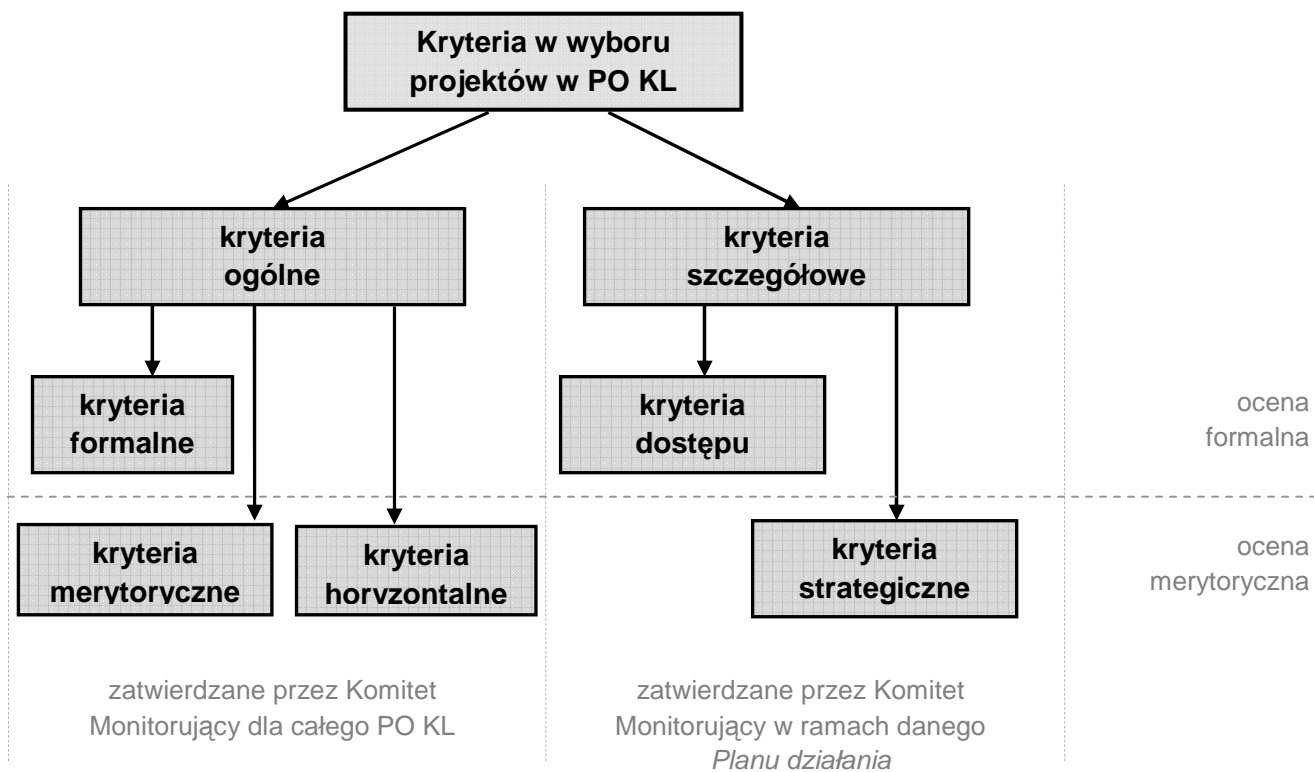 Kryteria w wyboru
projektów w PO KL
kryteria
ogólne
kryteria
szczegółowe
kryteria
formalne
kryteria
dostępu
ocena
formalna
kryteria
merytoryczne
kryteria
horyzontalne
kryteria
strategiczne
ocena
merytoryczna
zatwierdzane przez Komitet
Monitorujący dla całego PO KL
zatwierdzane przez Komitet
Monitorujący w ramach danego
Planu działania